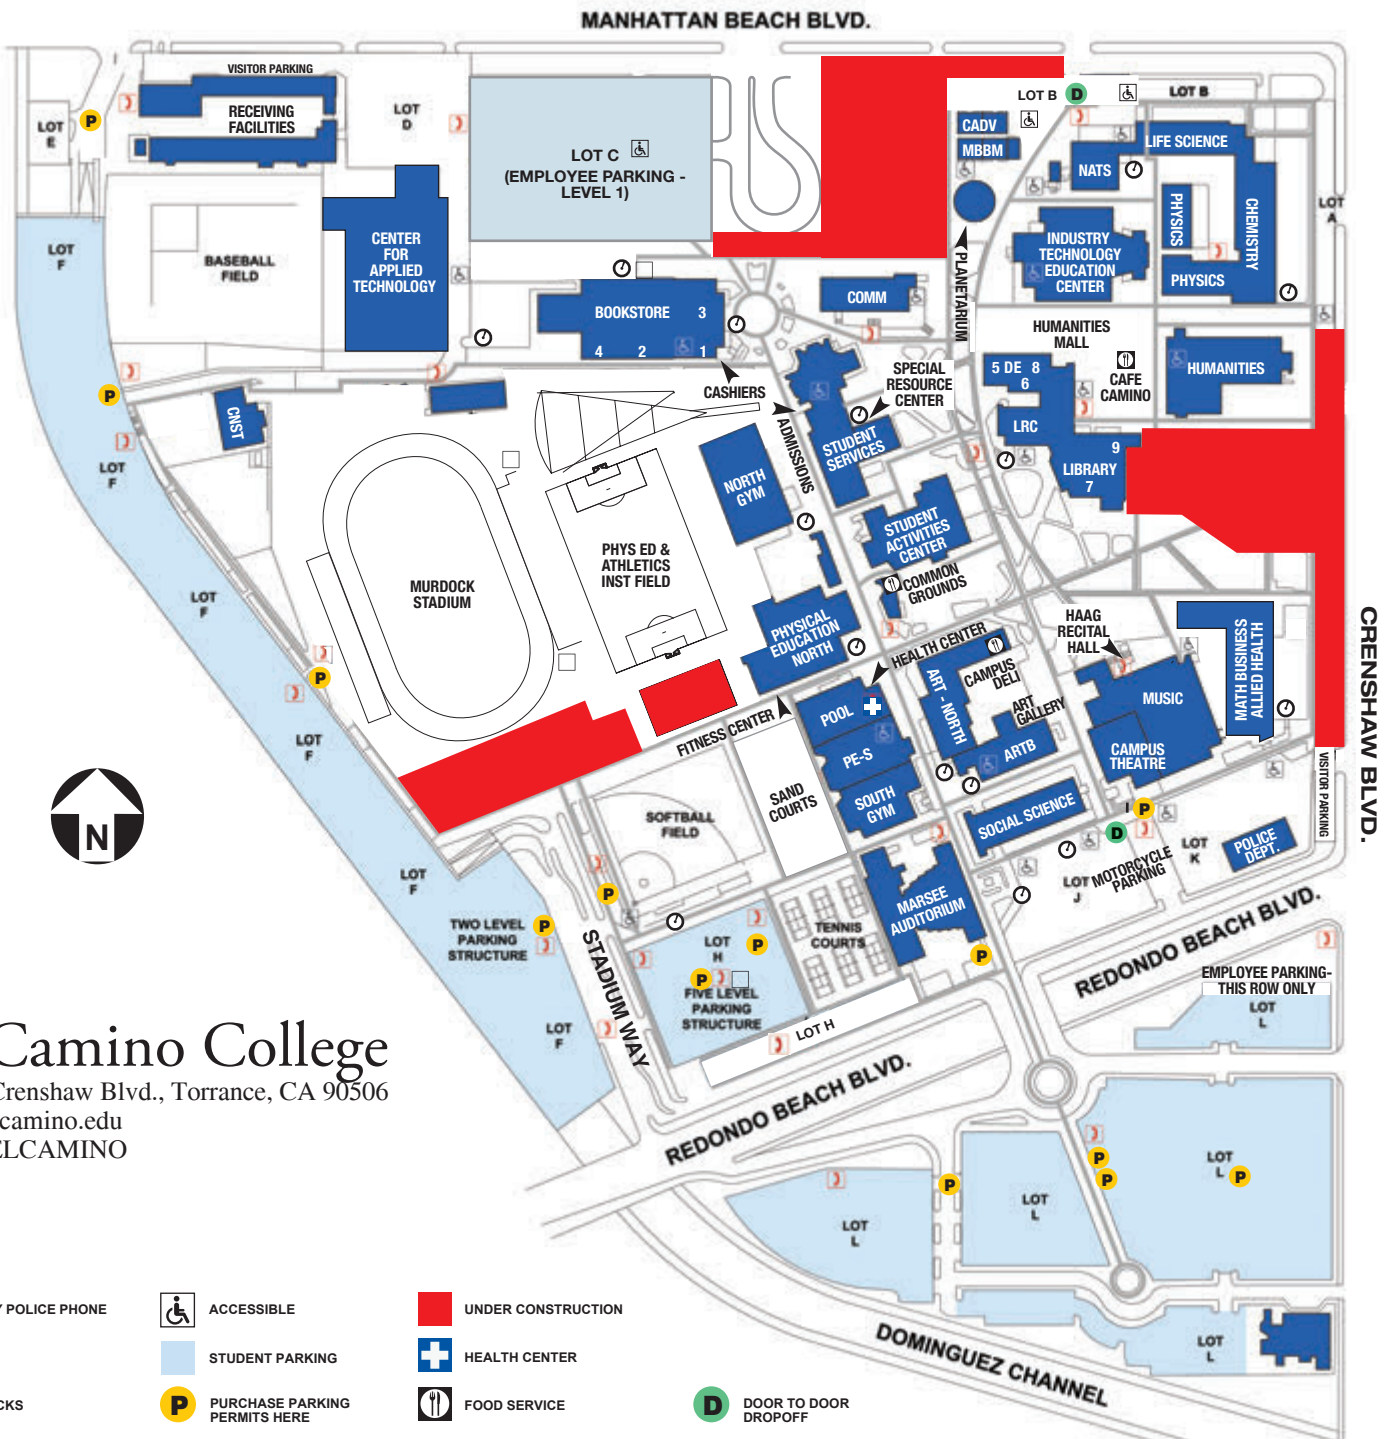 MANHATTAN BEACH BLVD.
VISITOR PARKING
RECEIVING
FACILITIES
LOT
E
P
LOT
D
LOT C
(EMPLOYEE PARKING -
LEVEL 1)
LOT B
D
LOT B
CADV
MBBM
LIFE SCIENCE
NATS
PHYSICS
CHEMISTRY
PHYSICS
LOT
A
LOT
F
BASEBALL
FIELD
CENTER
FOR
APPLIED
TECHNOLOGY
INDUSTRY
TECHNOLOGY
EDUCATION
CENTER
PLANETARIUM
BOOKSTORE 3
4 2 1
COMM
HUMANITIES
MALL
CAFE
CAMINO
HUMANITIES
CASHIERS
SPECIAL
RESOURCE
CENTER
5 DE 8
6
LRC
9
LIBRARY
7
P
CNST
LOT
F
ADMISSIONS
STUDENT
SERVICES
NORTH
GYM
STUDENT
ACTIVITIES
CENTER
COMMON
GROUNDS
PHYS ED &
ATHLETICS
INST FIELD
MURDOCK
STADIUM
LOT
F
PHYSICAL
EDUCATION
NORTH
HEALTH CENTER
HAAG
RECITAL
HALL
MATH BUSINESS
ALLIED HEALTH
CRENSHAW BLVD.
P
LOT
F
CAMPUS
DELI
ART - NORTH
ART
GALLERY
ARTB
MUSIC
CAMPUS
THEATRE
FITNESS CENTER
POOL
PE-S
SOUTH
GYM
SAND
COURTS
SOFTBALL
FIELD
SOCIAL SCIENCE
VISITOR PARKING
P
D
LOT
K
POLICE
DEPT.
MOTORCYCLE
PARKING
LOT
J
N
LOT
F
P
TWO LEVEL
PARKING
STRUCTURE
P
STADIUM WAY
LOT
H
P
P
FIVE LEVEL
PARKING
STRUCTURE
TENNIS
COURTS
MARSEE
AUDITORIUM
P
REDONDO BEACH BLVD.
EMPLOYEE PARKING-
THIS ROW ONLY
LOT
L
LOT
F
LOT H
REDONDO BEACH BLVD.
Camino College
Crenshaw Blvd., Torrance, CA 90506
camino.edu
ELCAMINO
P
P
LOT
L
P
P
LOT
L
LOT
L
LOT
L
DOMINGUEZ CHANNEL
POLICE PHONE
ACCESSIBLE
UNDER CONSTRUCTION
STUDENT PARKING
HEALTH CENTER
CKS
P PURCHASE PARKING
PERMITS HERE
FOOD SERVICE
D DOOR TO DOOR
DROPOFF